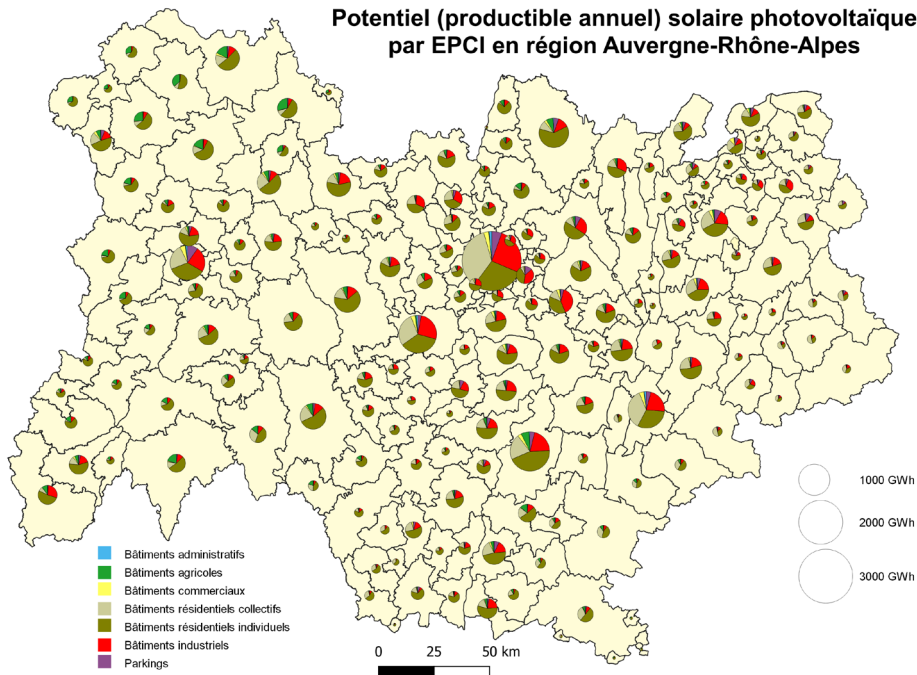 Potentiel (productible annuel) solaire photovoltaïque
par EPCI en région Auvergne-Rhône-Alpes
1000 GWh
2000 GWh
3000 GWh
Bâtiments administratifs
Bâtiments agricoles
Bâtiments commerciaux
Bâtiments résidentiels collectifs
Bâtiments résidentiels individuels
Bâtiments industriels
Parkings
0 25 50 km